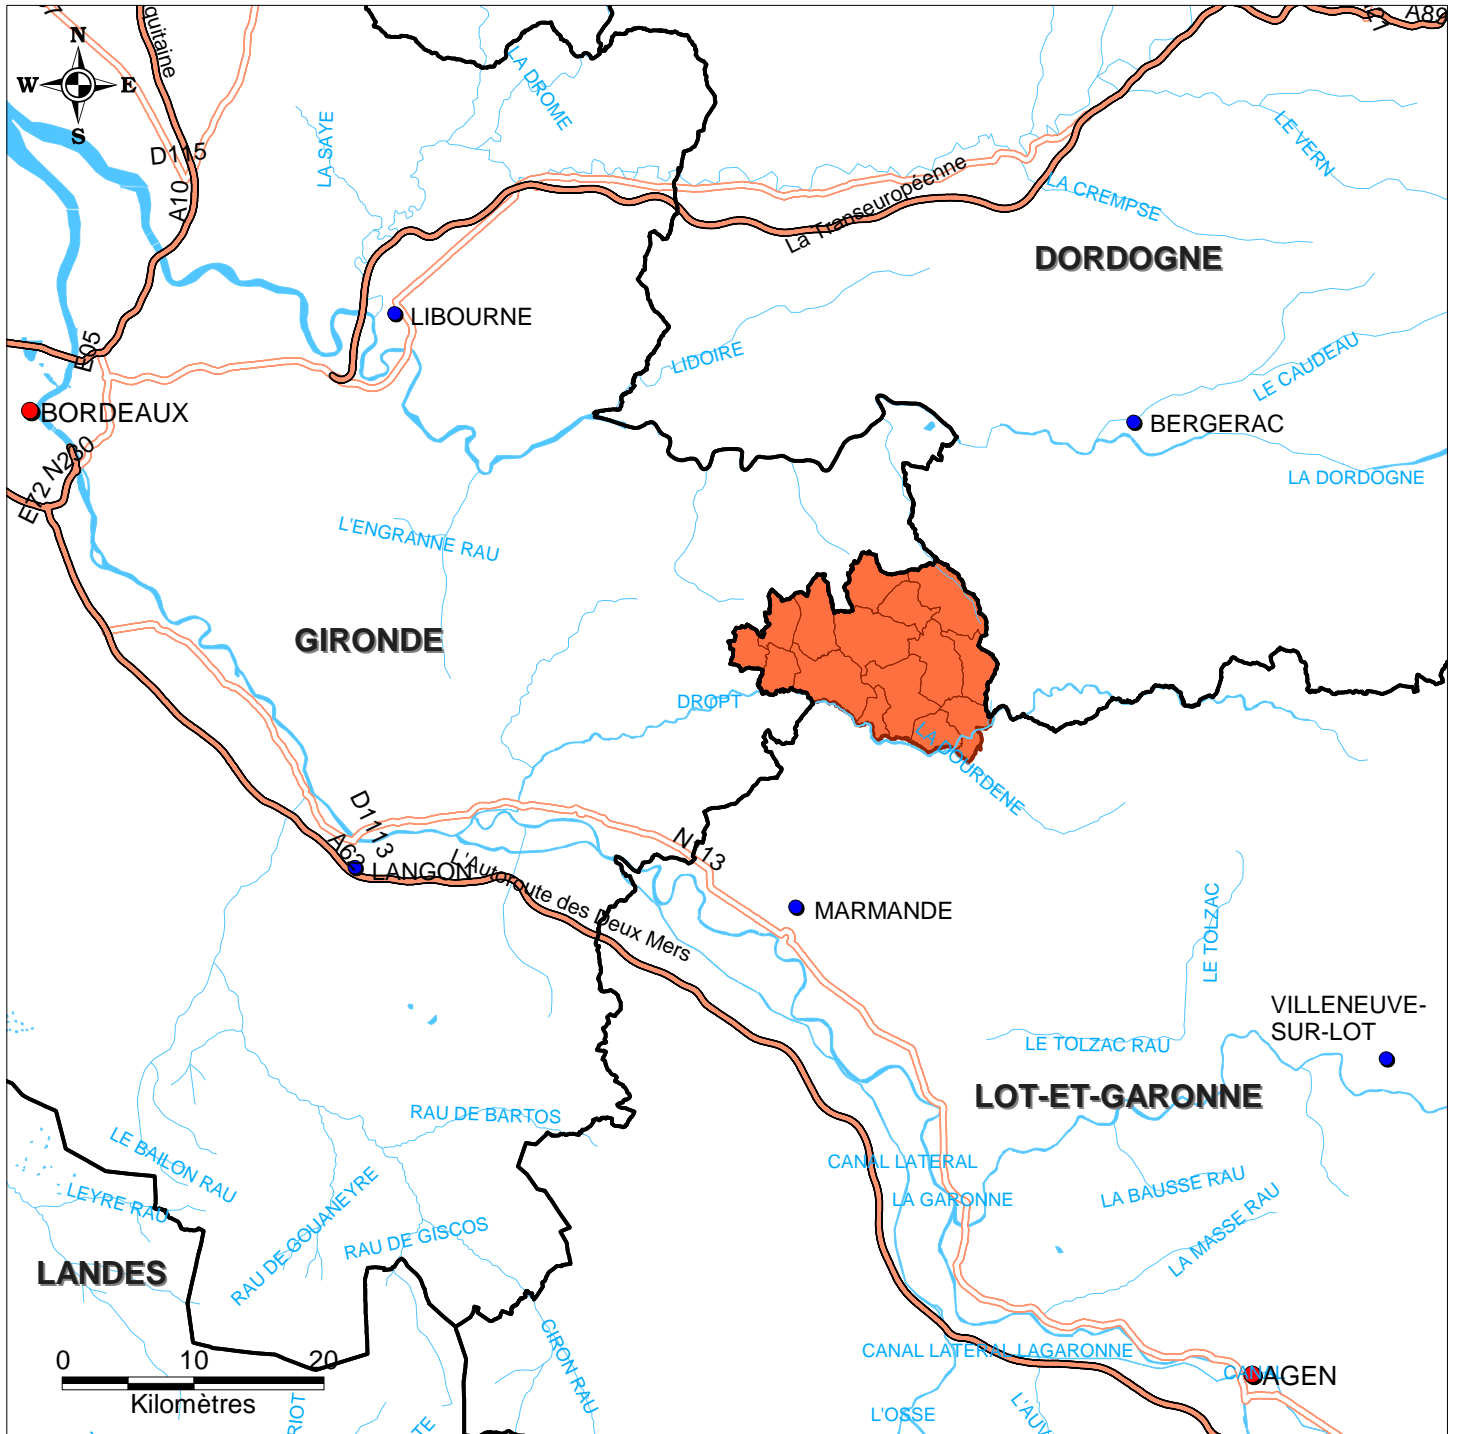 quitaine
A89
N
W
E
S
D115
A10
LA SAYE
LA DROME
LE VERN
LA CREMPSE
La Transeuropéenne
DORDOGNE
LIBOURNE
LIDOIRE
LE CAUDEAU
E05
BORDEAUX
BERGERAC
N230
E72
LA DORDOGNE
L'ENGRANNE RAU
GIRONDE
DROPT
LA DOURDENE
D1113
A62
LANGON
L'Autoroute des Deux Mers
N113
MARMANDE
LE TOLZAC
VILLENEUVE-
SUR-LOT
LE TOLZAC RAU
LOT-ET-GARONNE
RAU DE BARTOS
LE BAILON RAU
LEYRE RAU
CANAL LATERAL
LA GARONNE
LA BAUSSE RAU
LA MASSE RAU
RAU DE GOUANEYRE
RAU DE GISCOS
LANDES
CIRON RAU
CANAL LATERAL LAGARONNE
CANAL
AGEN
0 10 20
Kilomètres
RIOT
TE
L'OSSE
L'AUV